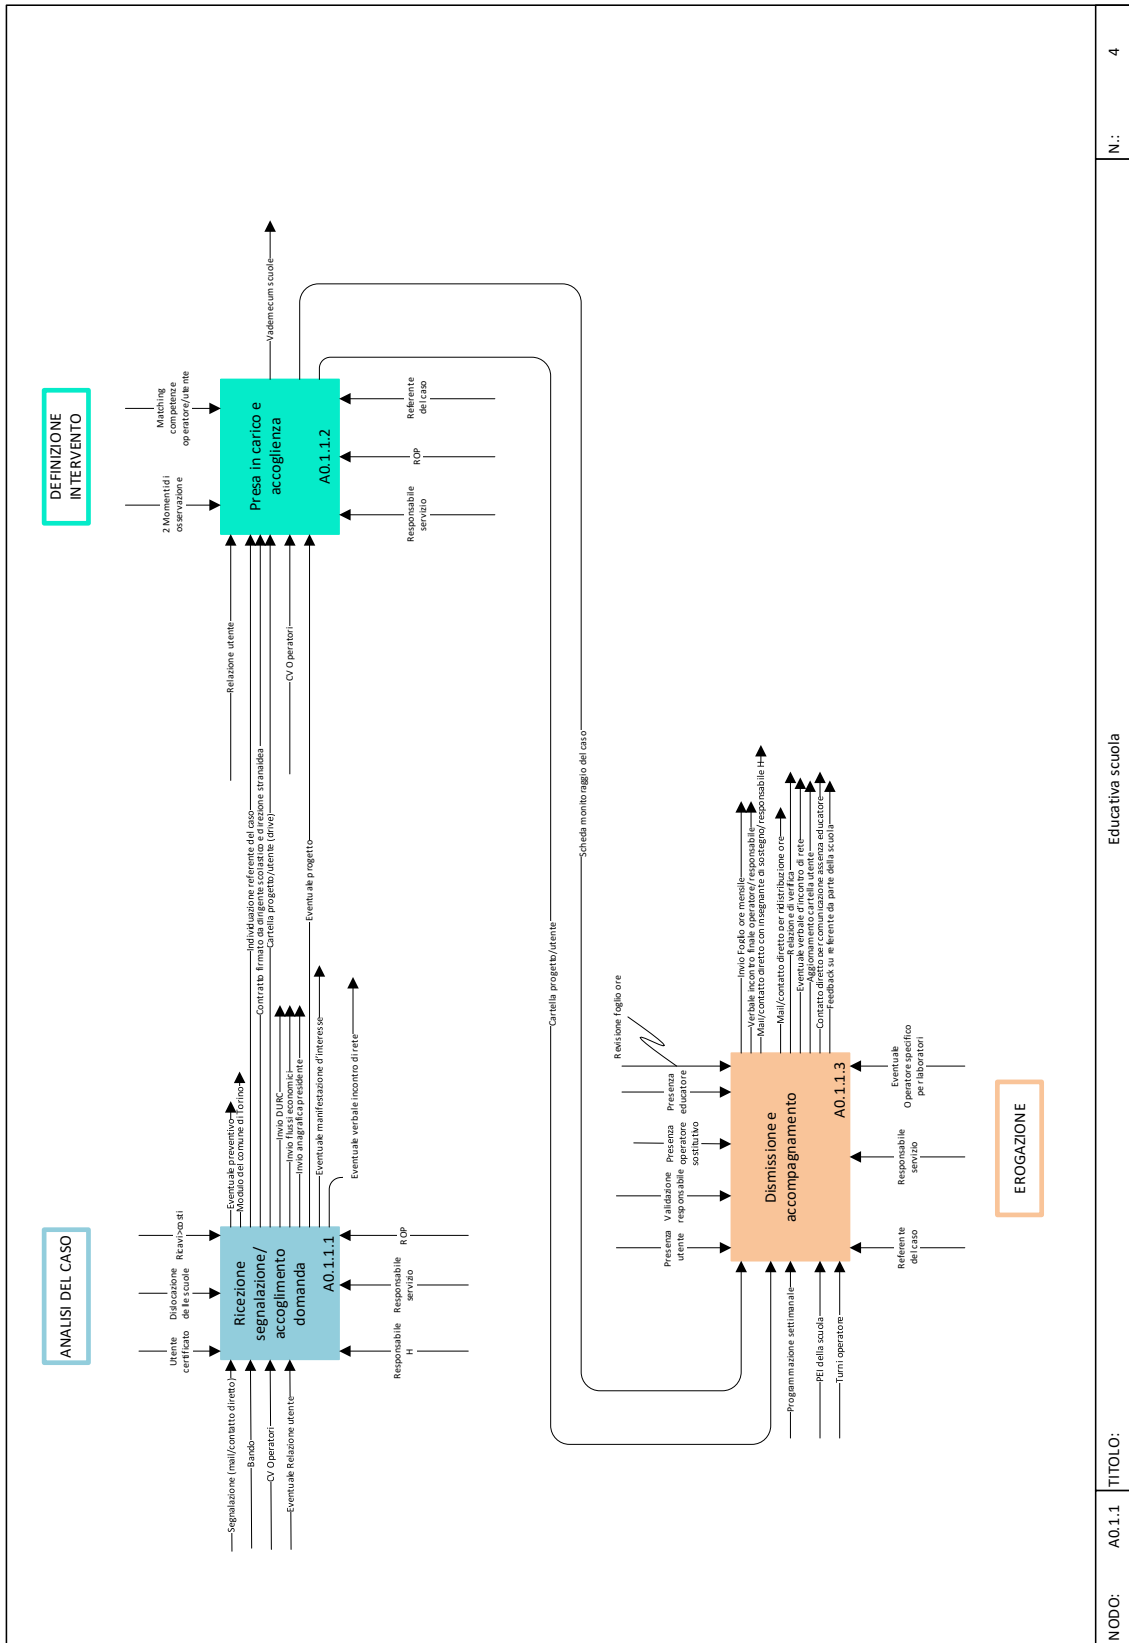 ANALISI DEL CASO
DEFINIZIONE
INTERVENTO
Utente
certificato
Dislocazione
delle scuole
Ricavi>costi
Segnalazione (mail/contatto diretto)
Bando
CV Operatori
Eventuale Relazione utente
Ricezione
segnalazione/
accoglimento
domanda
A0.1.1.1
Responsabile
H
Responsabile
servizio
ROP
Eventuale preventivo
Modulo del comune di Torino
Individuazione referente del caso
Contratto firmato da dirigente scolastico e direzione stranaidea
Cartella progetto/utente (drive)
Invio DURC
Invio flussi economici
Invio anagrafica presidente
Eventuale progetto
Eventuale manifestazione d'interesse
Eventuale verbale incontro di rete
2 Momenti di
osservazione
Matching
competenze
operatore/utente
Relazione utente
CV Operatori
Presa in carico e
accoglienza
A0.1.1.2
Responsabile
servizio
ROP
Referente
del caso
Vademecum scuole
Cartella progetto/utente
Scheda monitoraggio del caso
Presenza
utente
Validazione
responsabile
Presenza
operatore
sostitutivo
Presenza
educatore
Revisione foglio ore
Programmazione settimanale
PEI della scuola
Turni operatore
Dismissione e
accompagnamento
A0.1.1.3
Referente
del caso
Responsabile
servizio
Eventuale
Operatore specifico
per laboratori
Invio Foglio ore mensile
Verbale incontro finale operatore/responsabile
Mail/contatto diretto con insegnante di sostegno/responsabile H
Mail/contatto diretto per ridistribuzione ore
Relazione di verifica
Eventuale verbale d'incontro di rete
Aggiornamento cartella utente
Contatto diretto per comunicazione assenza educatore
Feedback su referente da parte della scuola
EROGAZIONE
NODO: A0.1.1
TITOLO: Educativa scuola
N.: 4